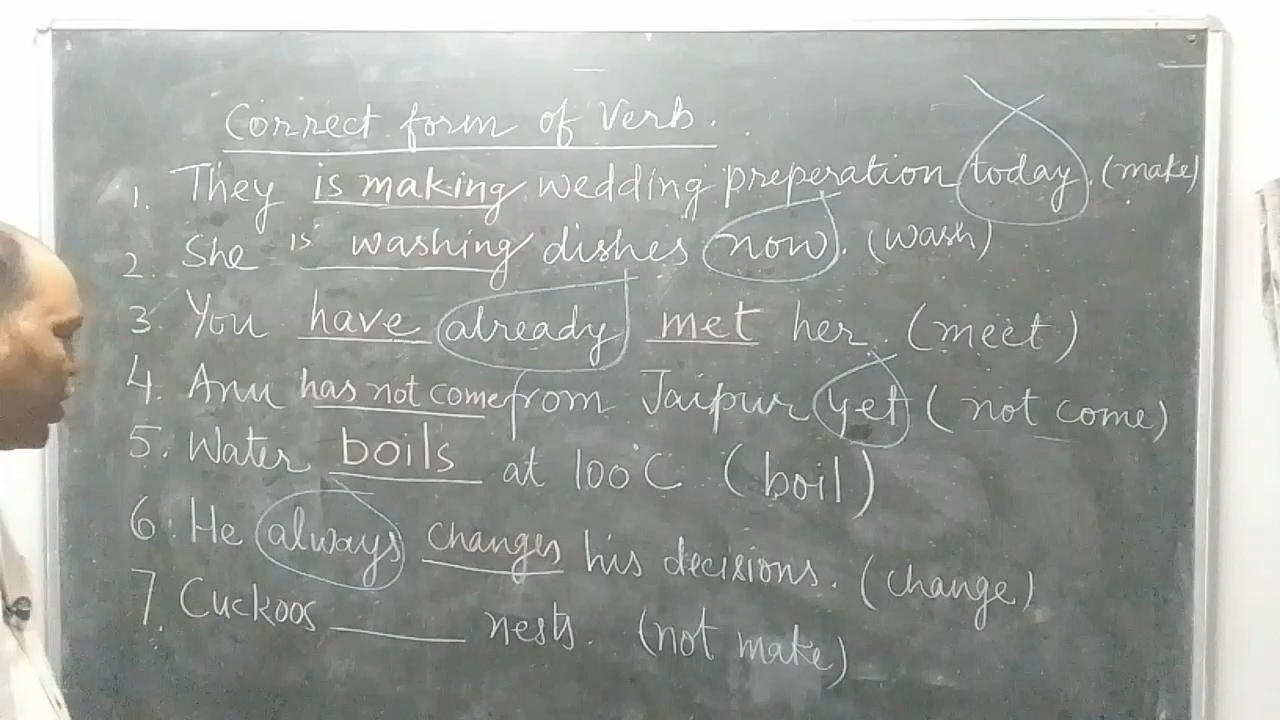 Correct form of Verb.
1. They is making wedding preperation today. (make)
2. She is washing dishes now. (wash)
3. You have already met her. (meet)
4. Anu has not come from Jaipur yet (not come)
5. Water boils at 100°C (boil)
6. He always changes his decisions. (change)
7. Cuckoos ______ nests. (not make)